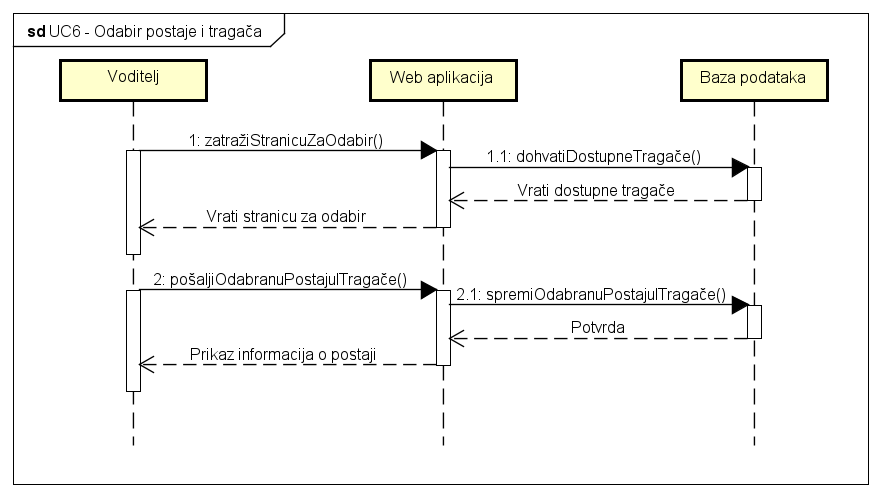 sd UC6 - Odabir postaje i tragača
Voditelj
Web aplikacija
Baza podataka
1: zatražiStranicuZaOdabir()
1.1: dohvatiDostupneTragače()
Vrati dostupne tragače
Vrati stranicu za odabir
2: pošaljiOdabranuPostajuITragače()
2.1: spremiOdabranuPostajuITragače()
Potvrda
Prikaz informacija o postaji